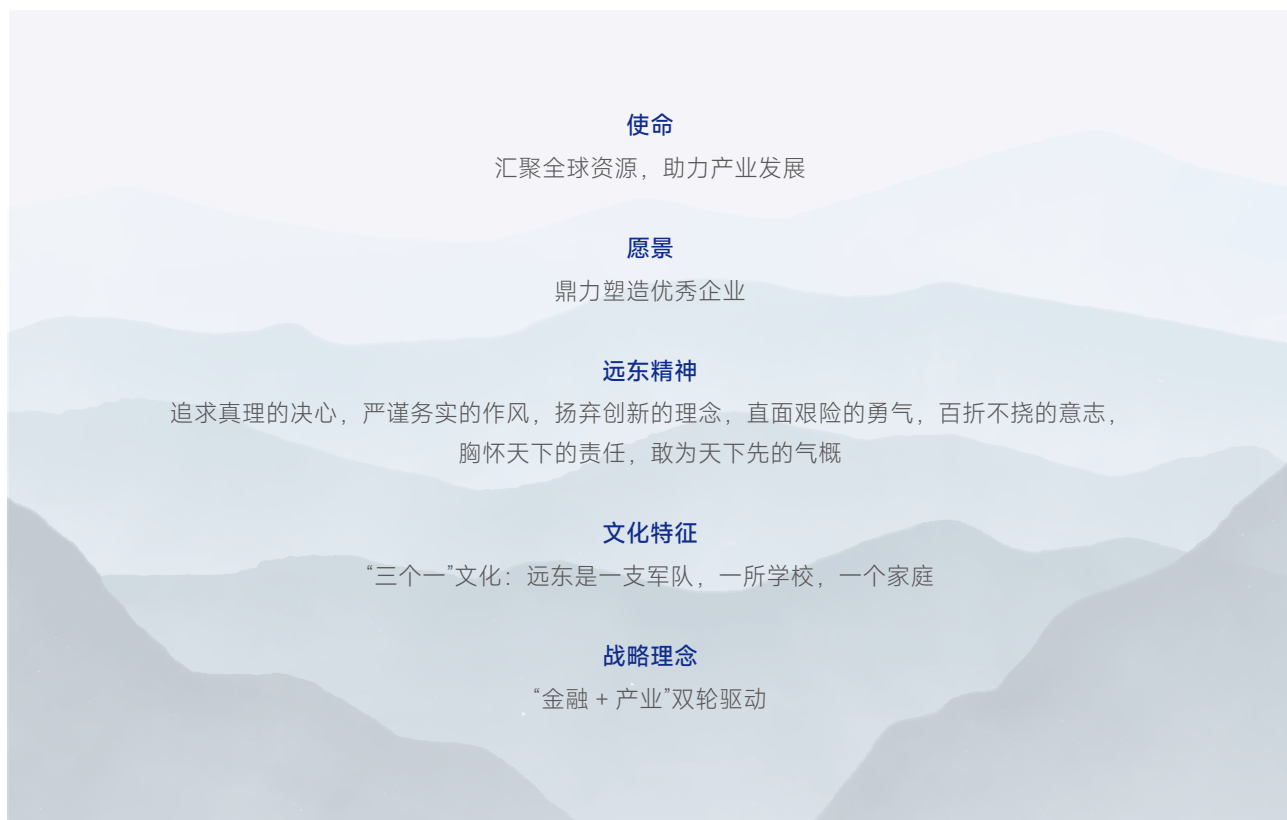 使命
汇聚全球资源，助力产业发展
愿景
鼎力塑造优秀企业
远东精神
追求真理的决心，严谨务实的作风，扬弃创新的理念，直面艰险的勇气，百折不挠的意志，
胸怀天下的责任，敢为天下先的气概
文化特征
“三个一”文化：远东是一支军队，一所学校，一个家庭
战略理念
“金融 + 产业”双轮驱动